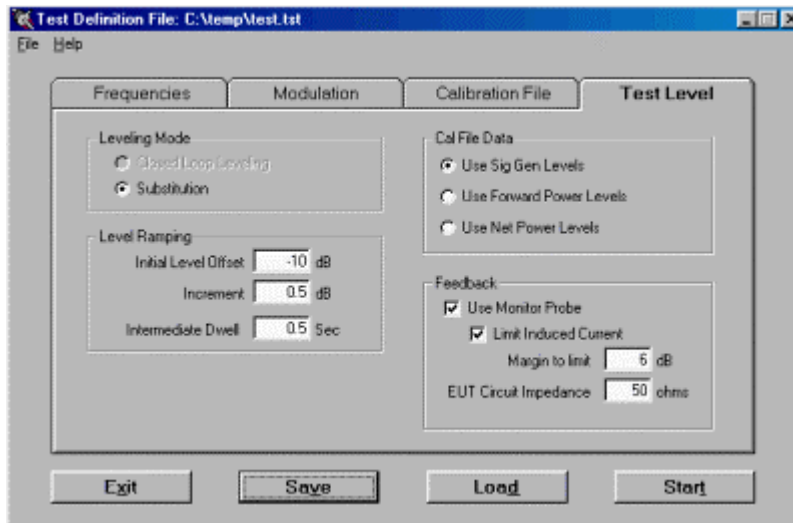 Test Definition File: C:\temp\test.tst
File Help
Frequencies Modulation Calibration File Test Level
Leveling Mode
Closed Loop Leveling
Substitution
Level Ramping
Initial Level Offset -10 dB
Increment 0.5 dB
Intermediate Dwell 0.5 Sec
Cal File Data
Use Sig Gen Levels
Use Forward Power Levels
Use Net Power Levels
Feedback
Use Monitor Probe
Limit Induced Current
Margin to limit 6 dB
EUT Circuit Impedance 50 ohms
Exit Save Load Start